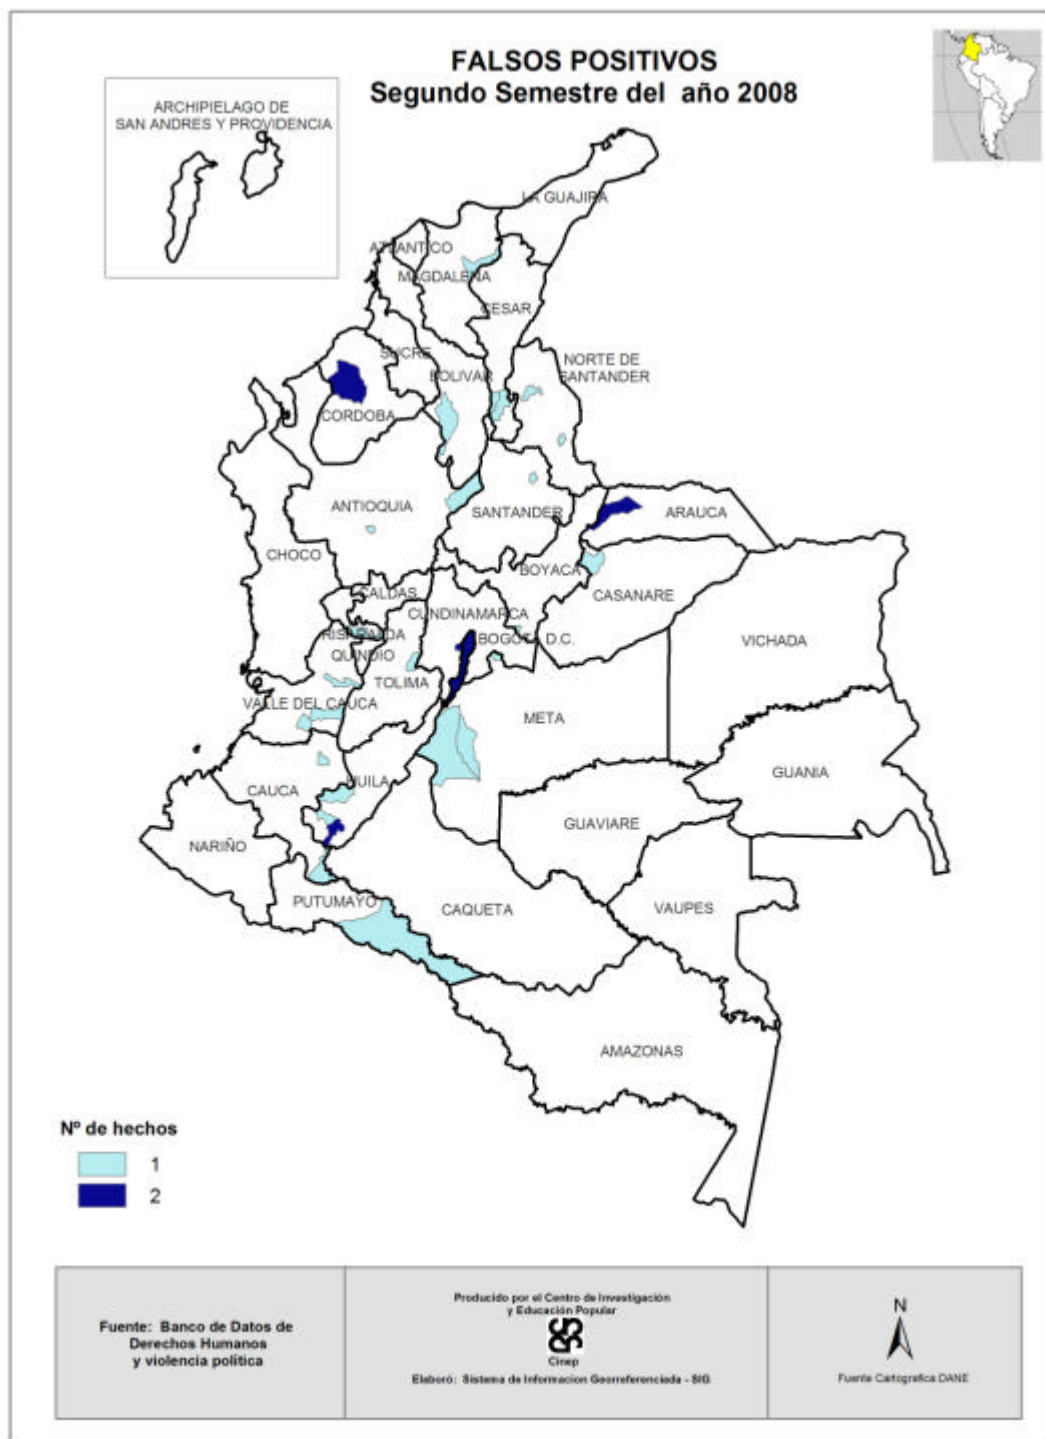 FALSOS POSITIVOS
Segundo Semestre del año 2008
ARCHIPIELAGO DE
SAN ANDRES Y PROVIDENCIA
LA GUAJIRA
ATLANTICO
MAGDALENA
CESAR
SUCRE
NORTE DE
SANTANDER
BOLIVAR
CORDOBA
ANTIOQUIA
SANTANDER
ARAUCA
CHOCO
BOYACA
CASANARE
CALDAS
CUNDINAMARCA
RISARALDA
BOGOTA D.C.
VICHADA
QUINDIO
TOLIMA
VALLE DEL CAUCA
META
GUANIA
HUILA
CAUCA
GUAVIARE
NARIÑO
PUTUMAYO
CAQUETA
VAUPES
AMAZONAS
Nº de hechos
1
2
Fuente: Banco de Datos de
Derechos Humanos
y violencia política
Producido por el Centro de Investigación
y Educación Popular
Cinep
Elaboró: Sistema de Informacion Georreferenciada - SIG
N
Fuente Cartografica DANE